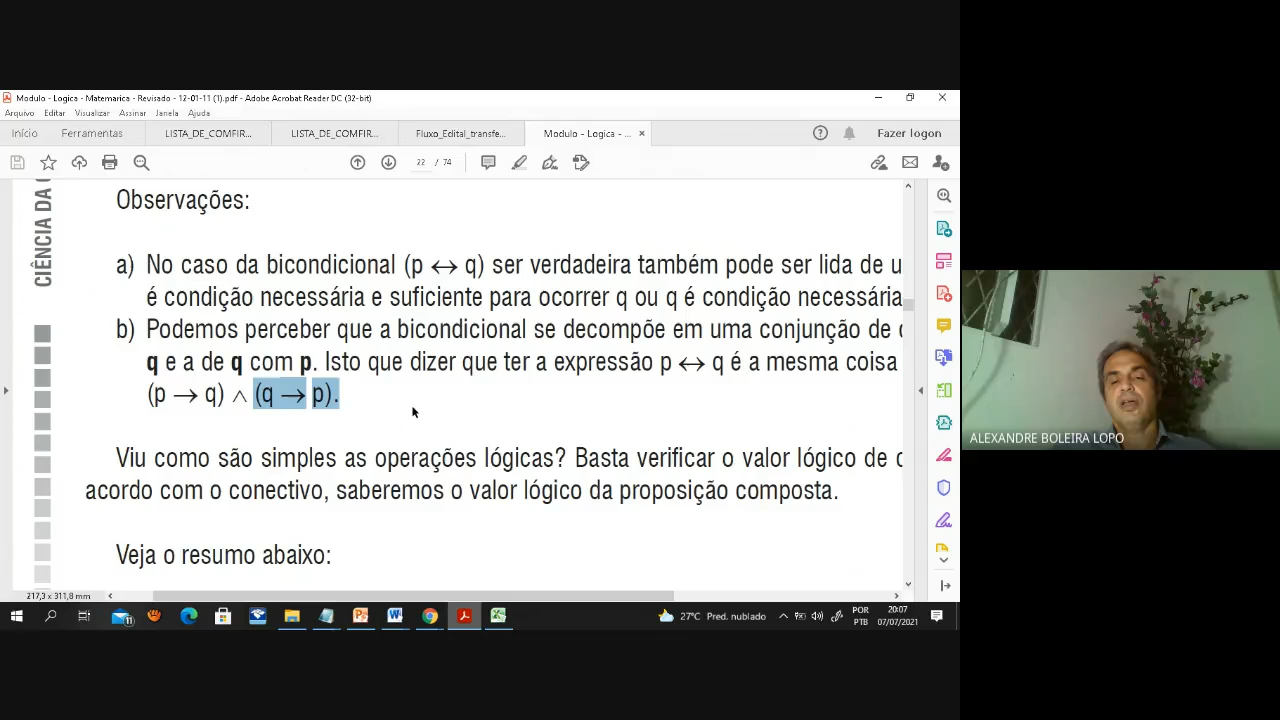 Modulo - Logica - Matemarica - Revisado - 12-01-11 (1).pdf - Adobe Acrobat Reader DC (32-bit)
Arquivo Editar Visualizar Assinar Janela Ajuda
Início Ferramentas LISTA_DE_COMFIR... LISTA_DE_COMFIR... Fluxo_Edital_transfe... Modulo - Logica - ... × Fazer logon
22 / 74
CIÊNCIA DA
Observações:
a) No caso da bicondicional (p ↔ q) ser verdadeira também pode ser lida de u
é condição necessária e suficiente para ocorrer q ou q é condição necessária
b) Podemos perceber que a bicondicional se decompõe em uma conjunção de
q e a de q com p. Isto que dizer que ter a expressão p ↔ q é a mesma coisa
(p → q) ∧ (q → p).
Viu como são simples as operações lógicas? Basta verificar o valor lógico de
acordo com o conectivo, saberemos o valor lógico da proposição composta.
Veja o resumo abaixo:
217,3 x 311,8 mm
ALEXANDRE BOLEIRA LOPO
11
27°C Pred. nublado
POR
PTB
20:07
07/07/2021